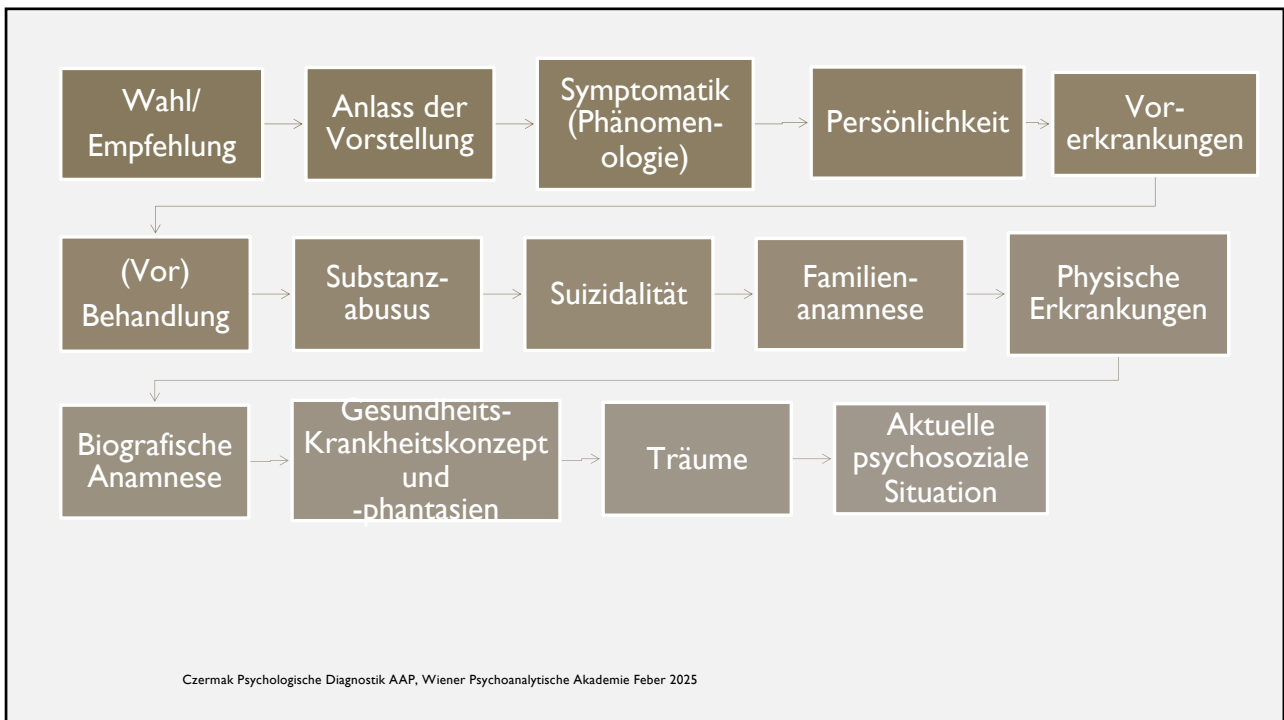 Wahl/
Empfehlung
Anlass der
Vorstellung
Symptomatik
(Phänomen-
ologie)
Persönlichkeit
Vor-
erkrankungen
(Vor)
Behandlung
Substanz-
abusus
Suizidalität
Familien-
anamnese
Physische
Erkrankungen
Biografische
Anamnese
Gesundheits-
Krankheitskonzept
und
-phantasien
Träume
Aktuelle
psychosoziale
Situation
Czermak Psychologische Diagnostik AAP, Wiener Psychoanalytische Akademie Feber 2025